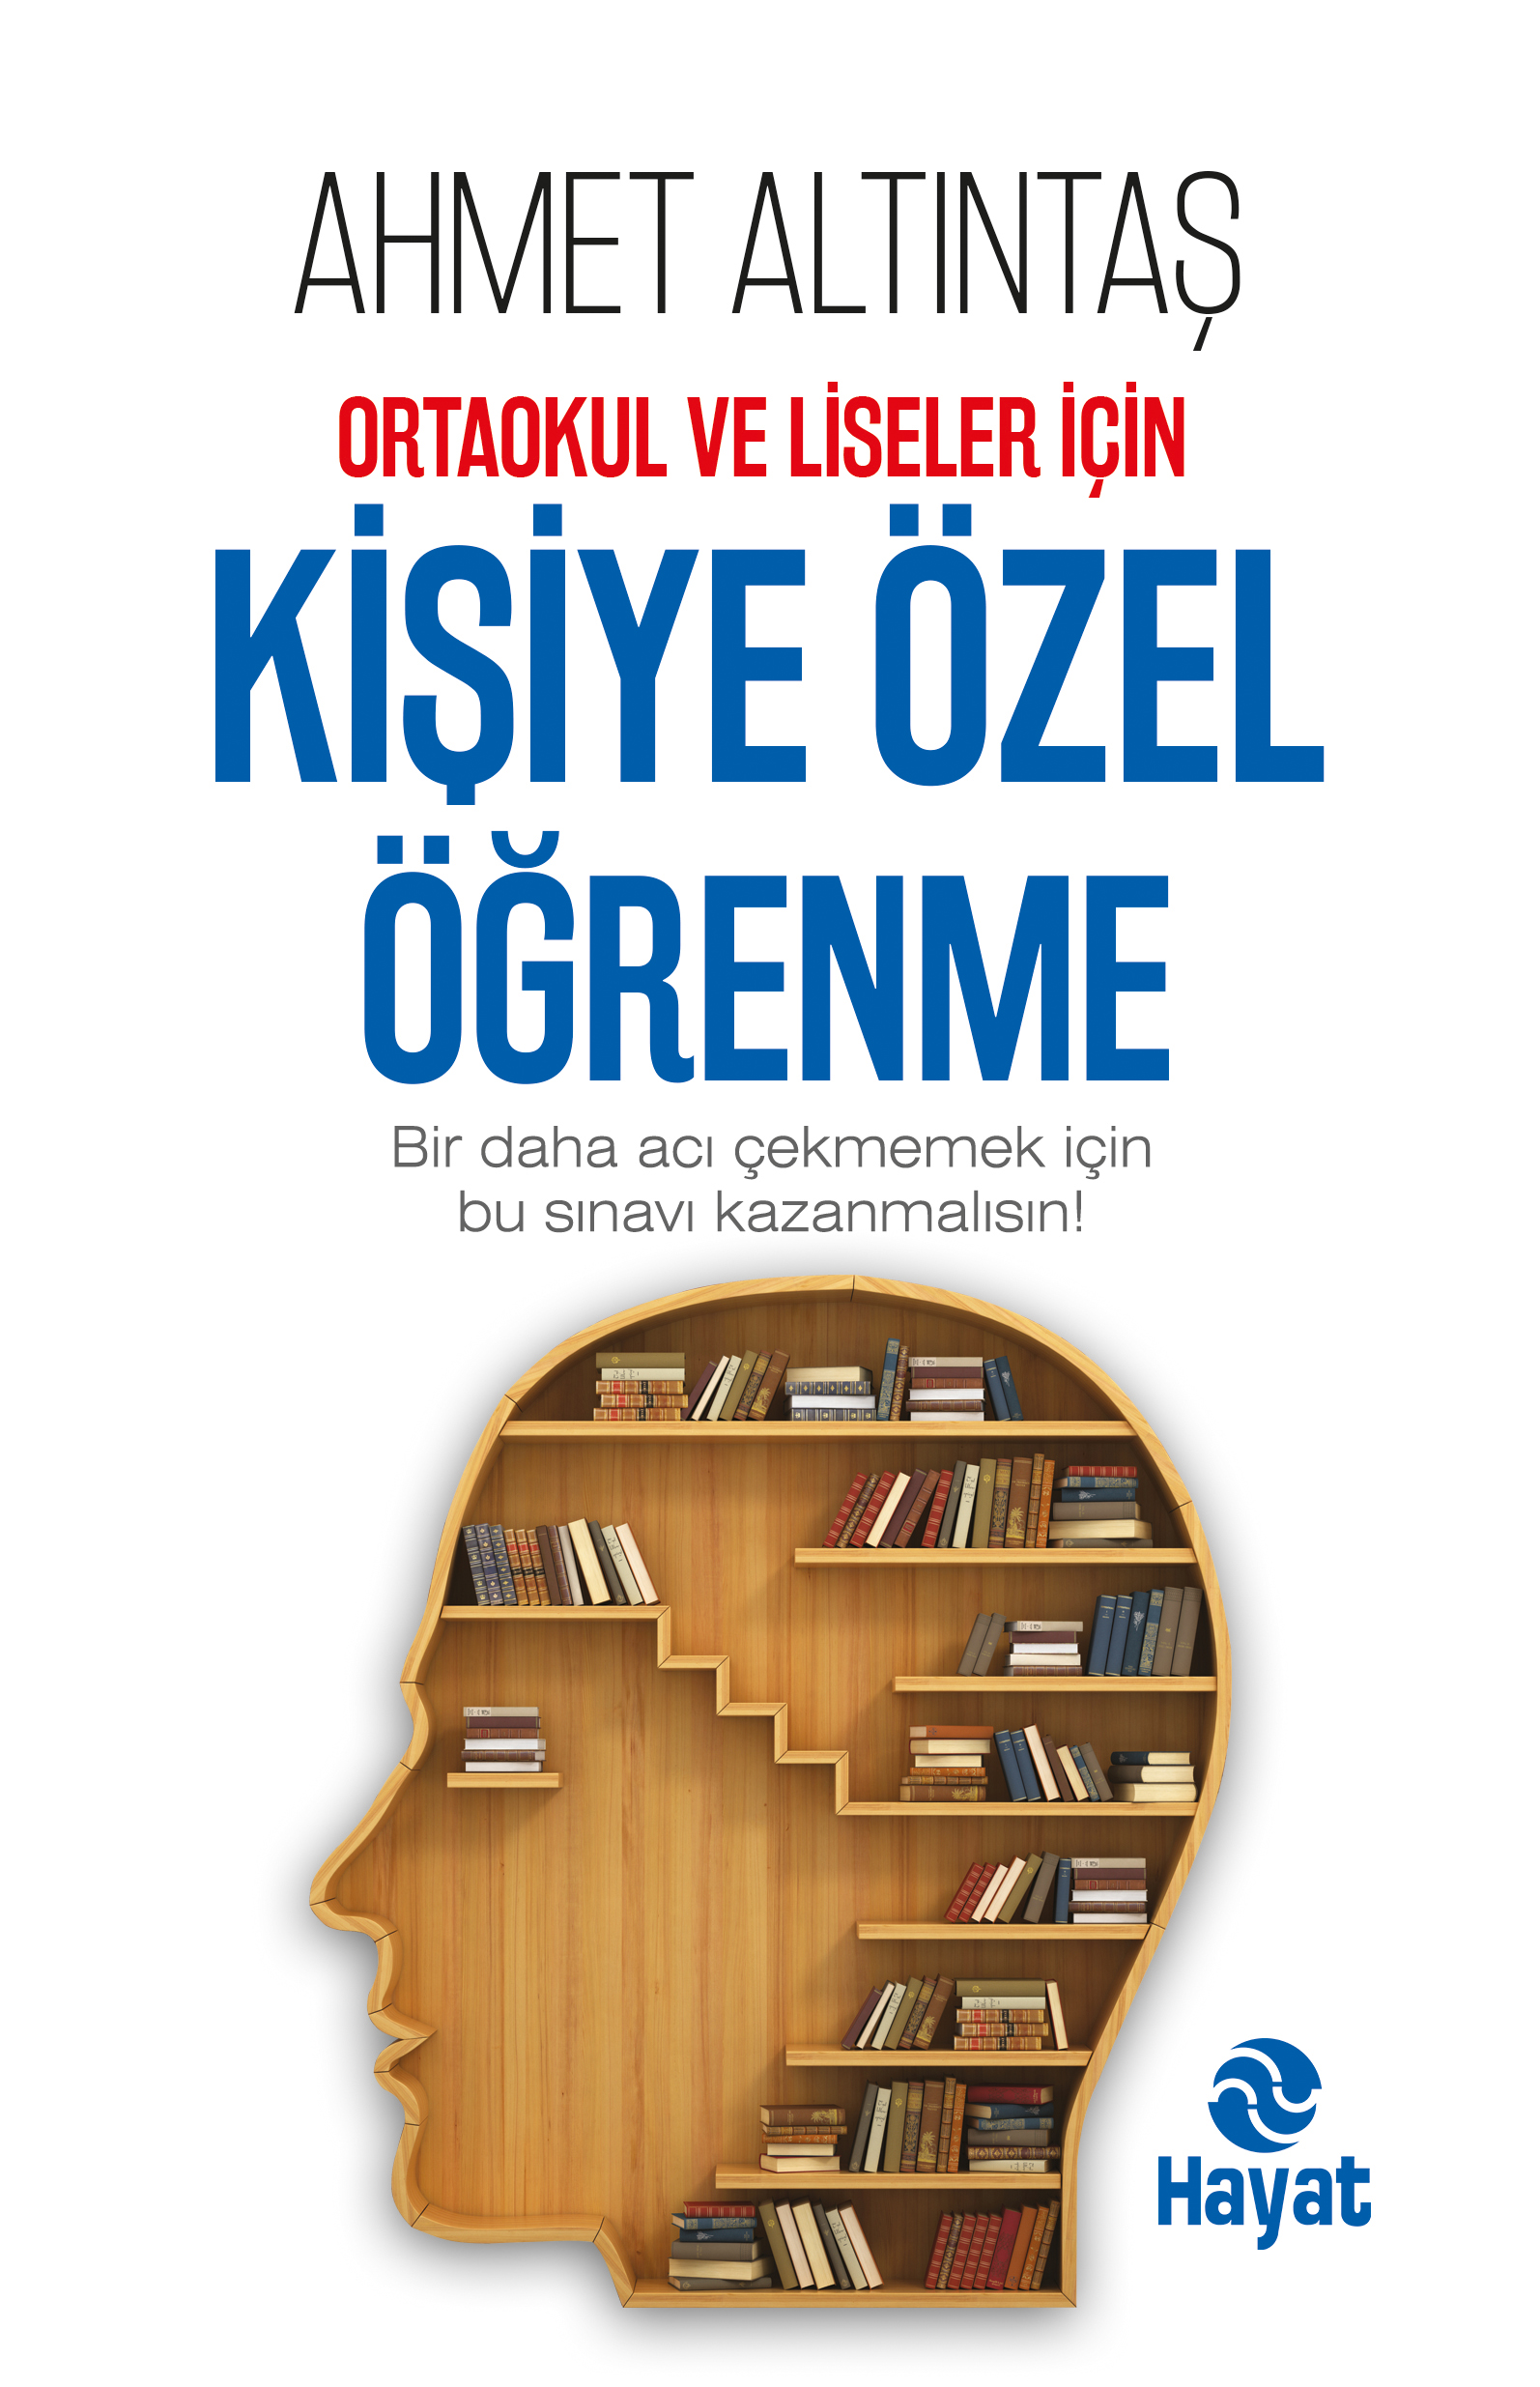 AHMET ALTINTAŞ
ORTAOKUL VE LİSELER İÇİN
KİŞİYE ÖZEL
ÖĞRENME
Bir daha acı çekmemek için
bu sınavı kazanmalısın!
Hayat